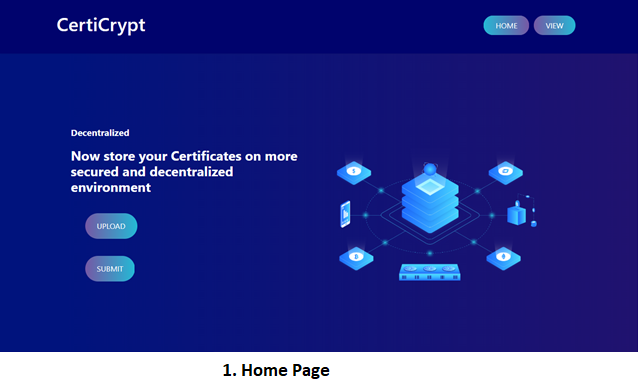 CertiCrypt
HOME
VIEW
Decentralized
Now store your Certificates on more
secured and decentralized
environment
UPLOAD
SUBMIT
1. Home Page